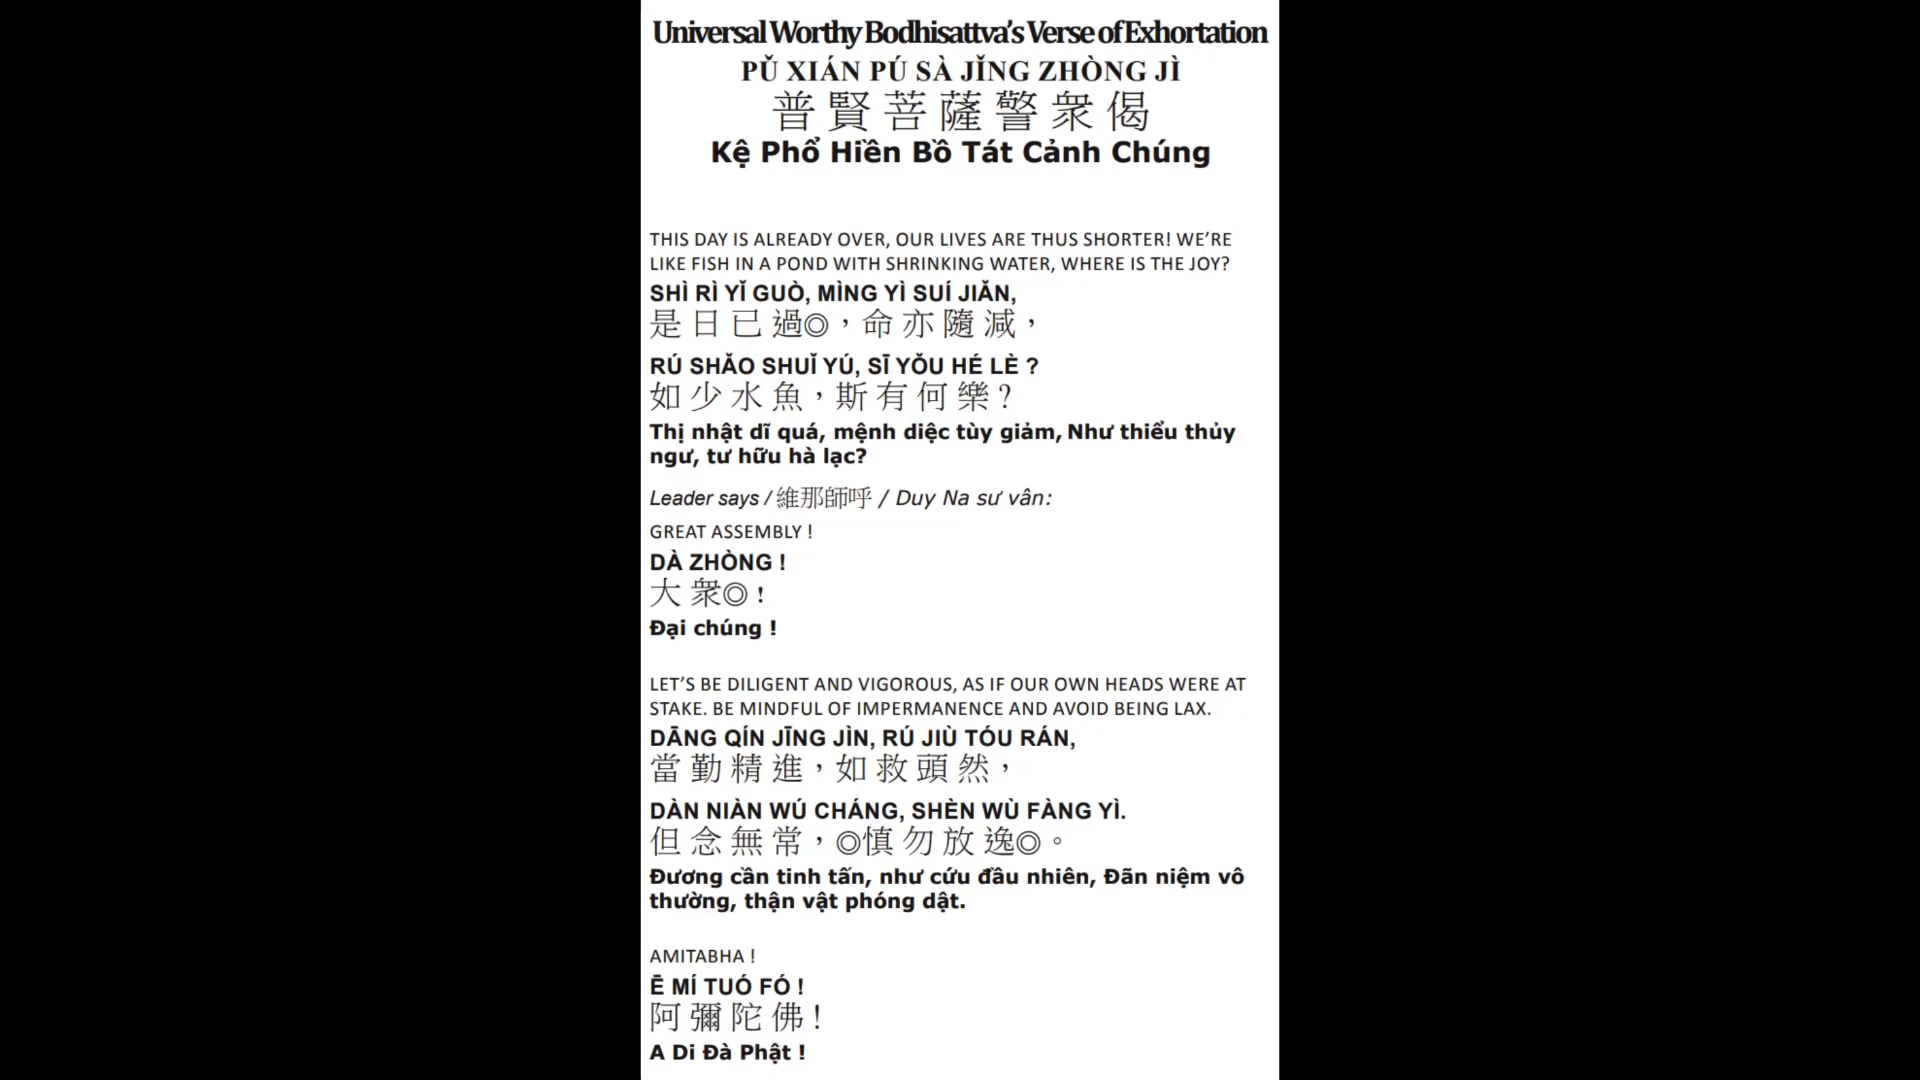 Universal Worthy Bodhisattva's Verse of Exhortation
PǓ XIÁN PÚ SÀ JǏNG ZHÒNG JÌ
普賢菩薩警衆偈
Kệ Phổ Hiền Bồ Tát Cảnh Chúng
THIS DAY IS ALREADY OVER, OUR LIVES ARE THUS SHORTER! WE'RE
LIKE FISH IN A POND WITH SHRINKING WATER, WHERE IS THE JOY?
SHÌ RÌ YǏ GUÒ, MÌNG YÌ SUÍ JIǍN,
是日已過◎，命亦隨減，
RÚ SHǍO SHUǏ YÚ, SĪ YǑU HÉ LÈ ?
如少水魚，斯有何樂？
Thị nhật dĩ quá, mệnh diệc tùy giảm, Như thiểu thủy
ngư, tư hữu hà lạc?
Leader says / 維那師呼 / Duy Na sư vân:
GREAT ASSEMBLY !
DÀ ZHÒNG !
大衆◎！
Đại chúng !
LET'S BE DILIGENT AND VIGOROUS, AS IF OUR OWN HEADS WERE AT
STAKE. BE MINDFUL OF IMPERMANENCE AND AVOID BEING LAX.
DĀNG QÍN JĪNG JÌN, RÚ JIÙ TÓU RÁN,
當勤精進，如救頭然，
DÀN NIÀN WÚ CHÁNG, SHÈN WÙ FÀNG YÌ.
但念無常，◎慎勿放逸◎。
Đương cần tinh tấn, như cứu đầu nhiên, Đãn niệm vô
thường, thận vật phóng dật.
AMITABHA !
Ē MÍ TUÓ FÓ !
阿彌陀佛！
A Di Đà Phật !